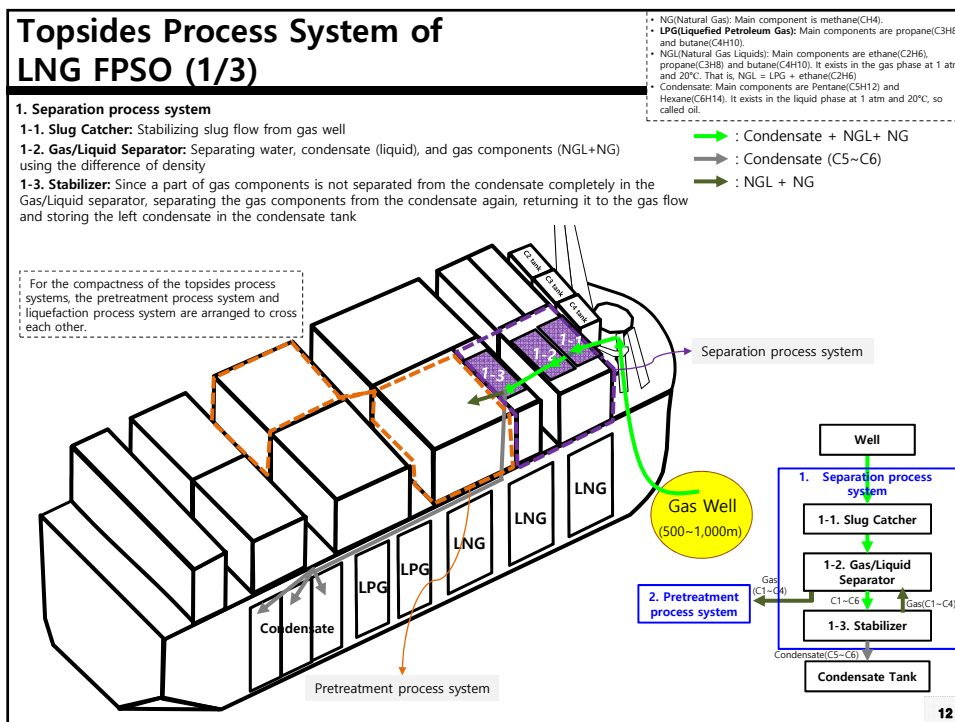 Topsides Process System of
LNG FPSO (1/3)
• NG(Natural Gas): Main component is methane(CH4).
• LPG(Liquefied Petroleum Gas): Main components are propane(C3H8
and butane(C4H10).
• NGL(Natural Gas Liquids): Main components are ethane(C2H6),
propane(C3H8) and butane(C4H10). It exists in the gas phase at 1 atm
and 20℃. That is, NGL = LPG + ethane(C2H6)
• Condensate: Main components are Pentane(C5H12) and
Hexane(C6H14). It exists in the liquid phase at 1 atm and 20℃, so
called oil.
1. Separation process system
1-1. Slug Catcher: Stabilizing slug flow from gas well
1-2. Gas/Liquid Separator: Separating water, condensate (liquid), and gas components (NGL+NG)
using the difference of density
1-3. Stabilizer: Since a part of gas components is not separated from the condensate completely in the
Gas/Liquid separator, separating the gas components from the condensate again, returning it to the gas flow
and storing the left condensate in the condensate tank
: Condensate + NGL+ NG
: Condensate (C5~C6)
: NGL + NG
For the compactness of the topsides process
systems, the pretreatment process system and
liquefaction process system are arranged to cross
each other.
C2 tank
C3 tank
C4 tank
1-1
1-2
1-3
Separation process system
Gas Well
(500~1,000m)
LNG
LNG
LNG
LPG
LPG
Condensate
Pretreatment process system
Well
1. Separation process
system
1-1. Slug Catcher
1-2. Gas/Liquid
Separator
Gas
(C1~C4)
C1~C6
Gas(C1~C4)
2. Pretreatment
process system
1-3. Stabilizer
Condensate(C5~C6)
Condensate Tank
12